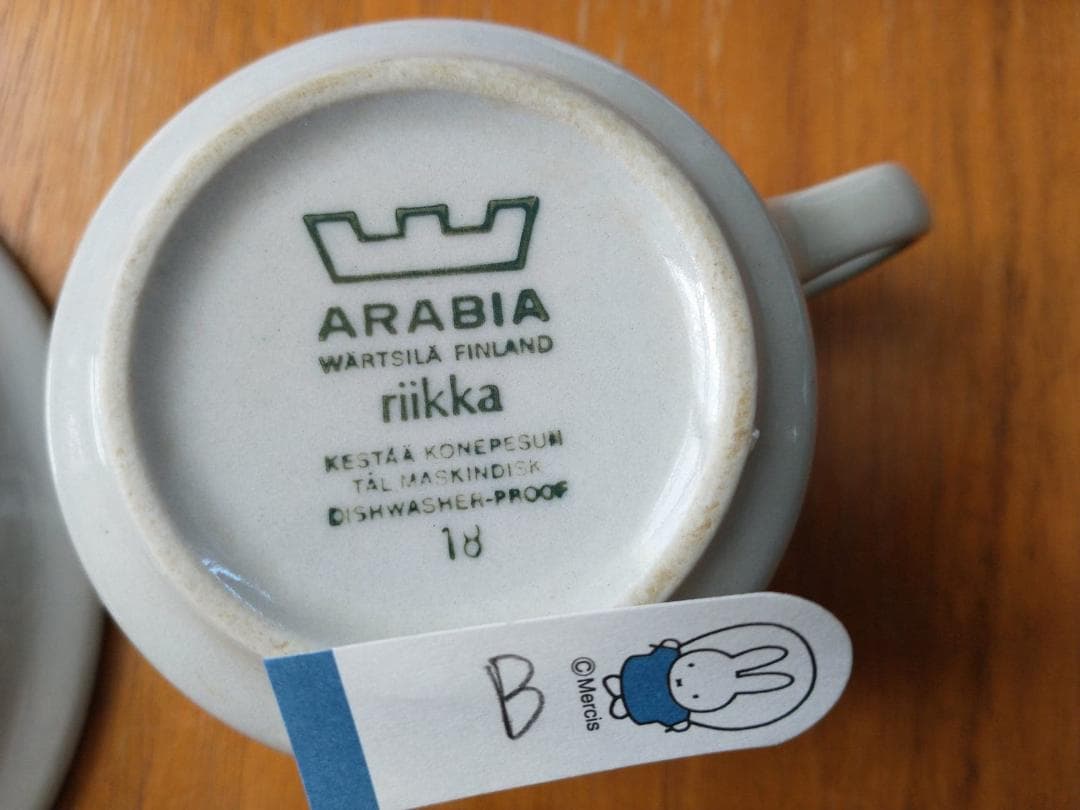 ARABIA
WÄRTSILÄ FINLAND
riikka
KESTÄÄ KONEPESUN
TÅL MASKINDISK
DISHWASHER-PROOF
18
B
©Mercis